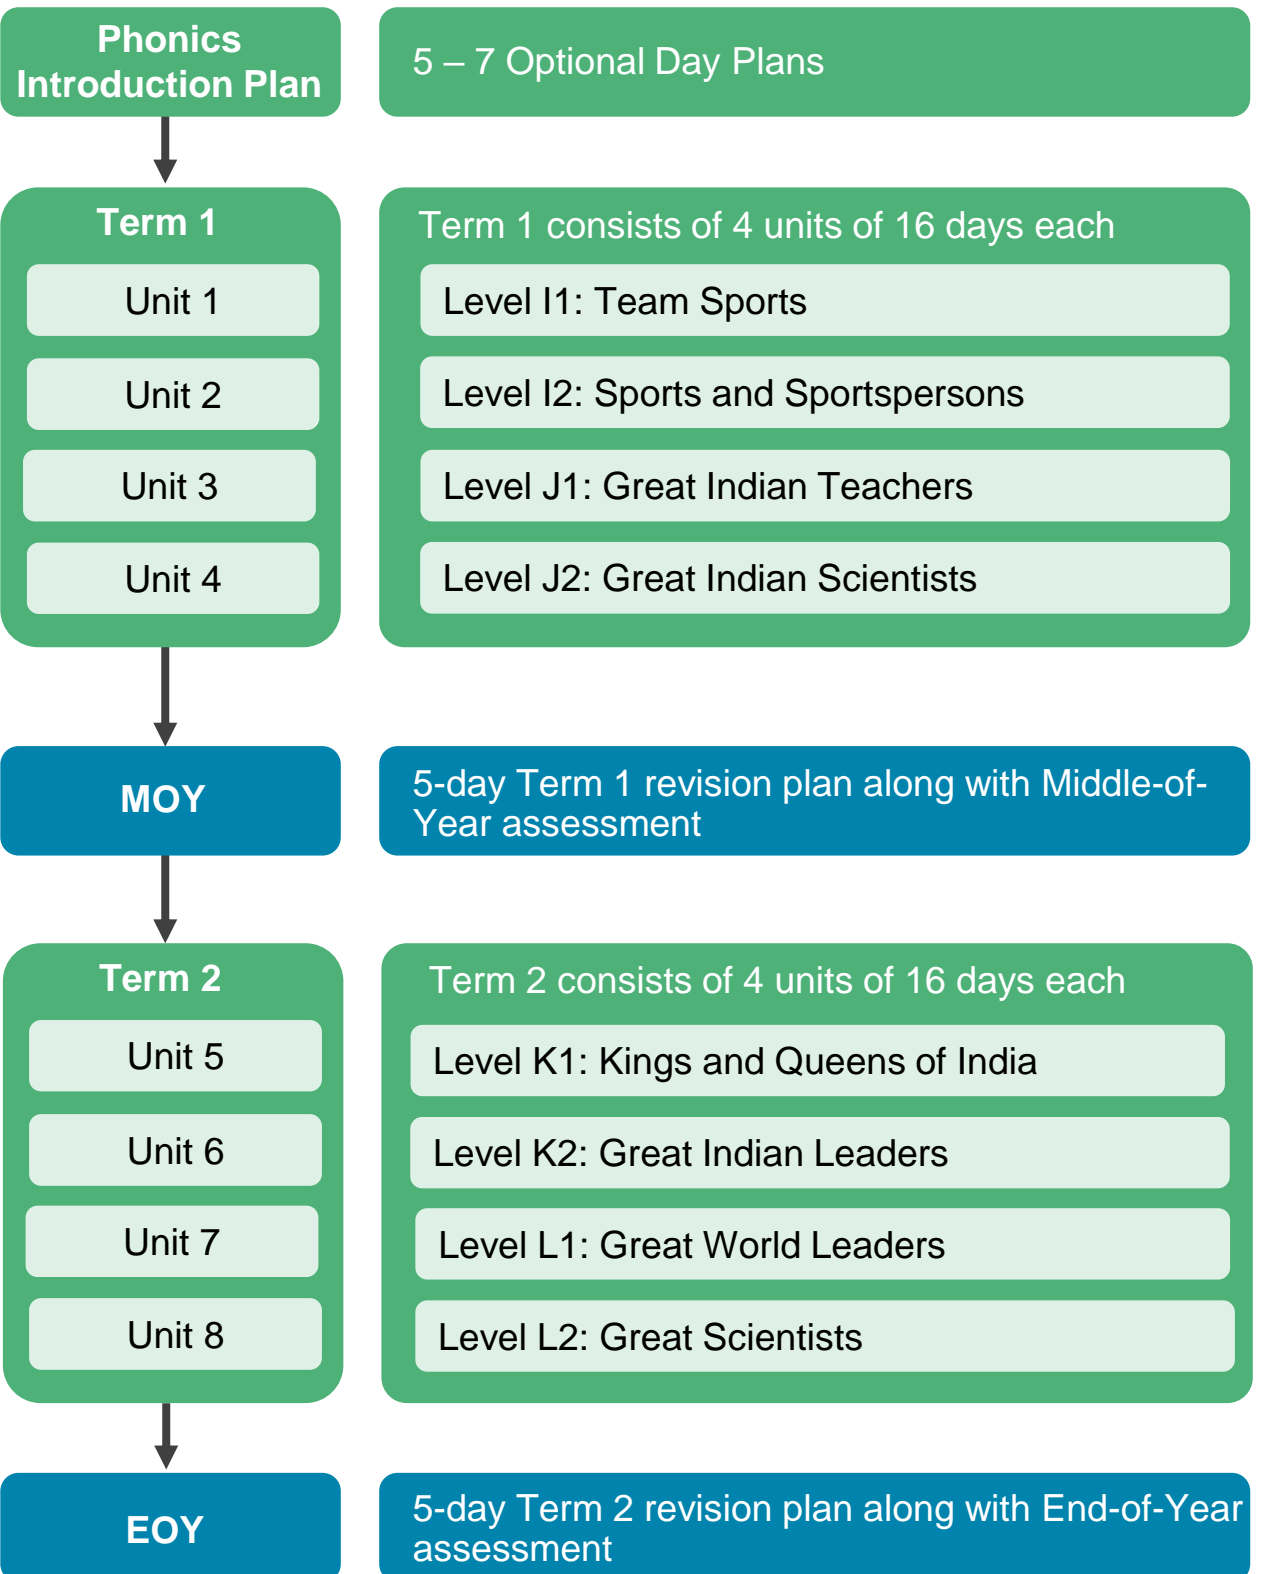 Phonics
Introduction Plan
5 – 7 Optional Day Plans
Term 1
Term 1 consists of 4 units of 16 days each
Unit 1
Level I1: Team Sports
Unit 2
Level I2: Sports and Sportspersons
Unit 3
Level J1: Great Indian Teachers
Unit 4
Level J2: Great Indian Scientists
MOY
5-day Term 1 revision plan along with Middle-of-
Year assessment
Term 2
Term 2 consists of 4 units of 16 days each
Unit 5
Level K1: Kings and Queens of India
Unit 6
Level K2: Great Indian Leaders
Unit 7
Level L1: Great World Leaders
Unit 8
Level L2: Great Scientists
EOY
5-day Term 2 revision plan along with End-of-Year
assessment